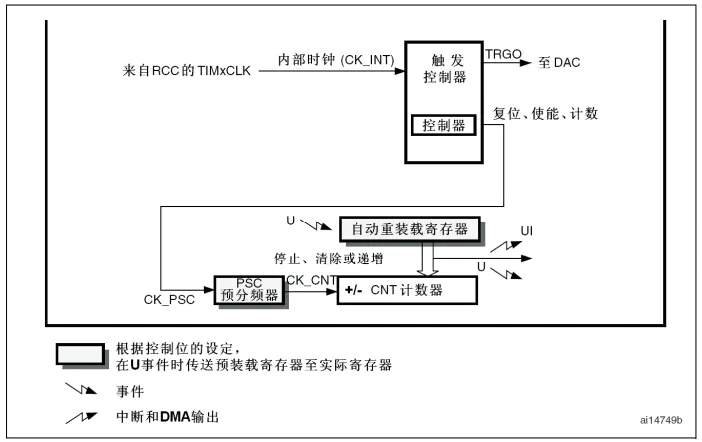 来自RCC的TIMxCLK
内部时钟 (CK_INT)
触发
控制器
TRGO
至DAC
控制器
复位、使能、计数
U
自动重装载寄存器
UI
停止、清除或递增
U
CK_PSC
PSC
预分频器
CK_CNT
+/- CNT 计数器
根据控制位的设定，
在U事件时传送预装载寄存器至实际寄存器
事件
中断和DMA输出
ai14749b